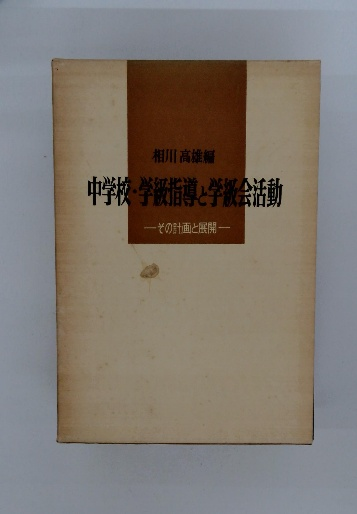 相川高雄編
中学校・学級指導と学級会活動
―その計画と展開―